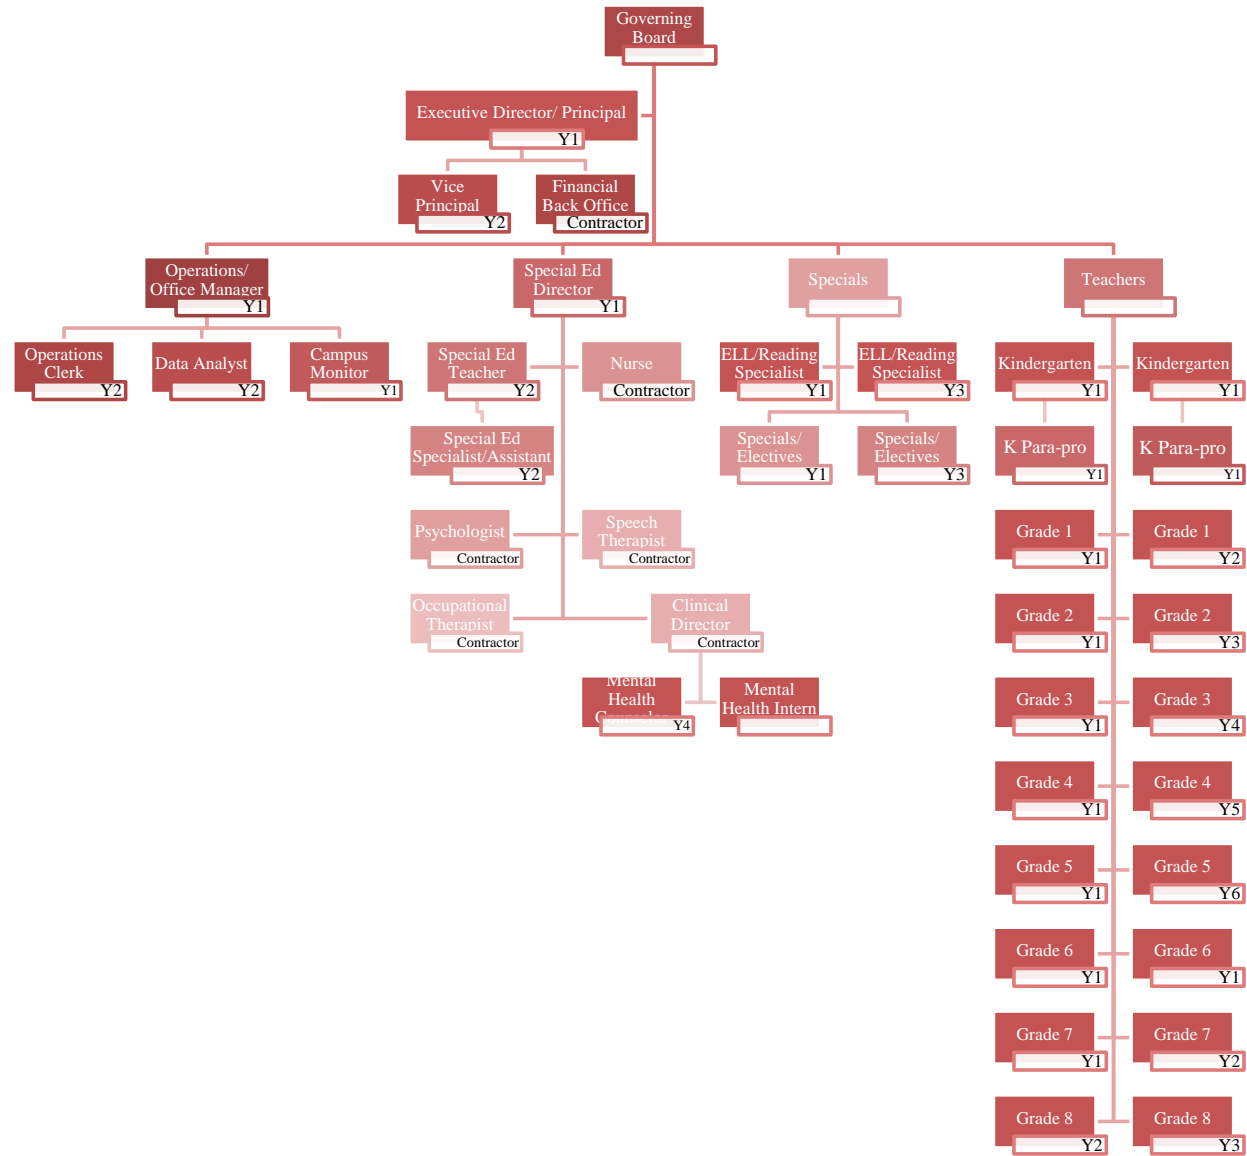 Governing
Board
Executive Director/ Principal
Y1
Vice
Principal
Y2
Financial
Back Office
Contractor
Operations/
Office Manager
Y1
Special Ed
Director
Y1
Specials
Teachers
Operations
Clerk
Y2
Data Analyst
Y2
Campus
Monitor
Y1
Special Ed
Teacher
Y2
Nurse
Contractor
ELL/Reading
Specialist
Y1
ELL/Reading
Specialist
Y3
Kindergarten
Y1
Kindergarten
Y1
Special Ed
Specialist/Assistant
Y2
Specials/
Electives
Y1
Specials/
Electives
Y3
K Para-pro
Y1
K Para-pro
Y1
Psychologist
Contractor
Speech
Therapist
Contractor
Grade 1
Y1
Grade 1
Y2
Occupational
Therapist
Contractor
Clinical
Director
Contractor
Grade 2
Y1
Grade 2
Y3
Mental
Health
Counselor
Y4
Mental
Health Intern
Grade 3
Y1
Grade 3
Y4
Grade 4
Y1
Grade 4
Y5
Grade 5
Y1
Grade 5
Y6
Grade 6
Y1
Grade 6
Y1
Grade 7
Y1
Grade 7
Y2
Grade 8
Y2
Grade 8
Y3